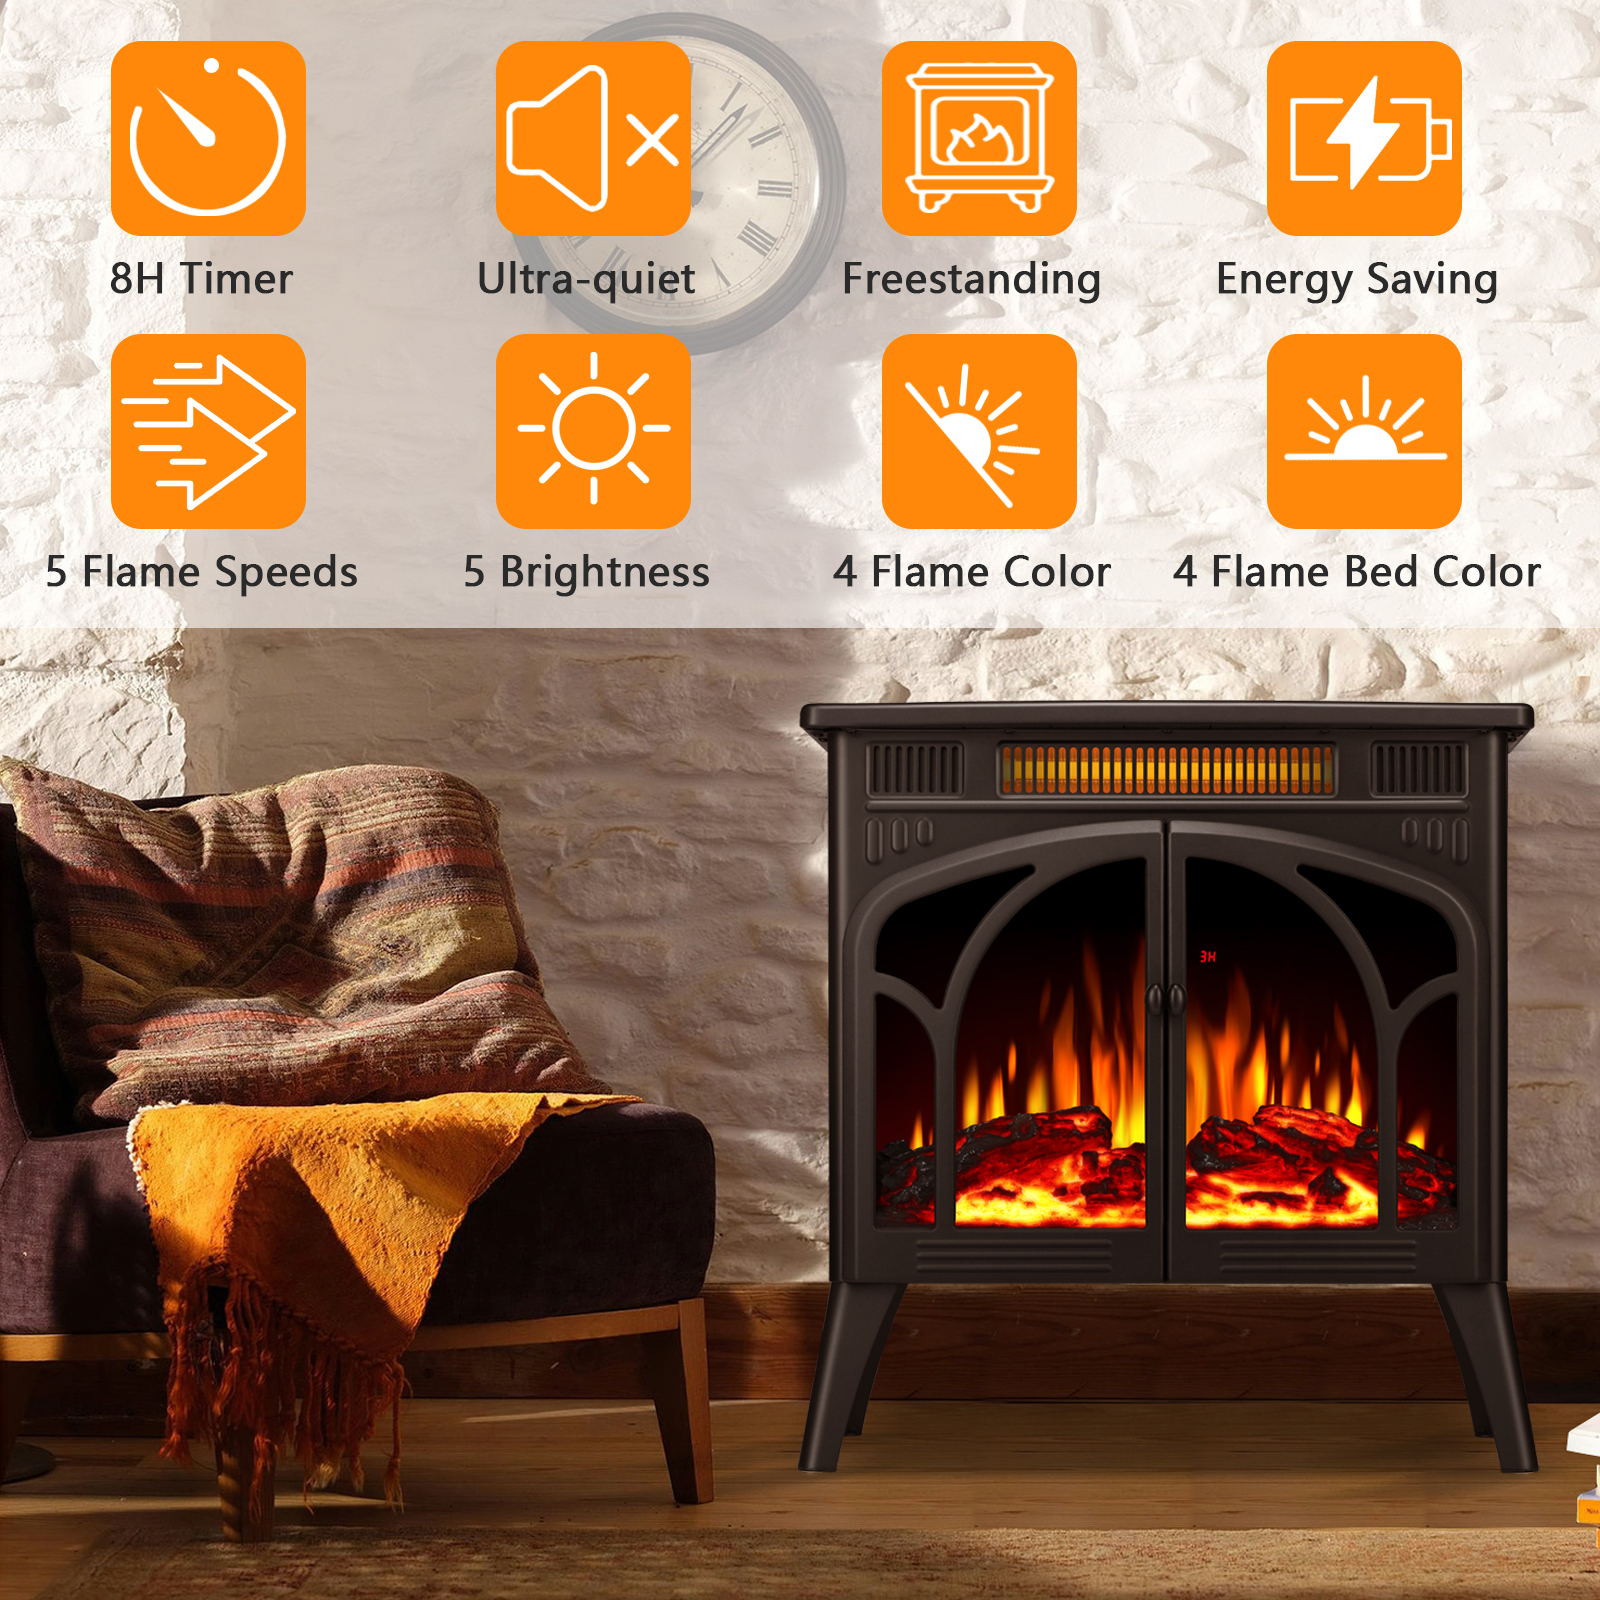 8H Timer
Ultra-quiet
Freestanding
Energy Saving
5 Flame Speeds
5 Brightness
4 Flame Color
4 Flame Bed Color
3H